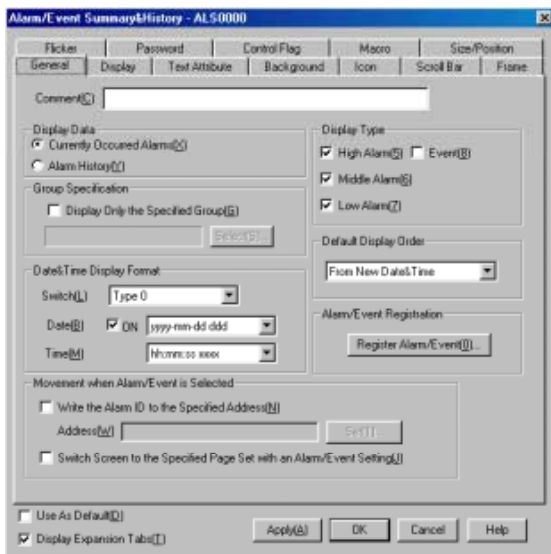 Alarm/Event Summary&History - ALS0000
Flicker Password Control Flag Macro Size/Position
General Display Text Attribute Background Icon Scroll Bar Frame
Comment(C)
Display Data
Currently Occurred Alarms(X)
Alarm History(Y)
Display Type
High Alarm(5) Event(8)
Middle Alarm(6)
Low Alarm(7)
Group Specification
Display Only the Specified Group(G)
Select(S)...
Default Display Order
From New Date&Time
Date&Time Display Format
Switch(L) Type 0
Date(B) ON yyyy-mm-dd ddd
Time(M) hh:mm:ss xxxx
Alarm/Event Registration
Register Alarm/Event(0)...
Movement when Alarm/Event is Selected
Write the Alarm ID to the Specified Address(N)
Address(W) Set(T)...
Switch Screen to the Specified Page Set with an Alarm/Event Setting(J)
Use As Default(D)
Display Expansion Tabs(T)
Apply(A) OK Cancel Help